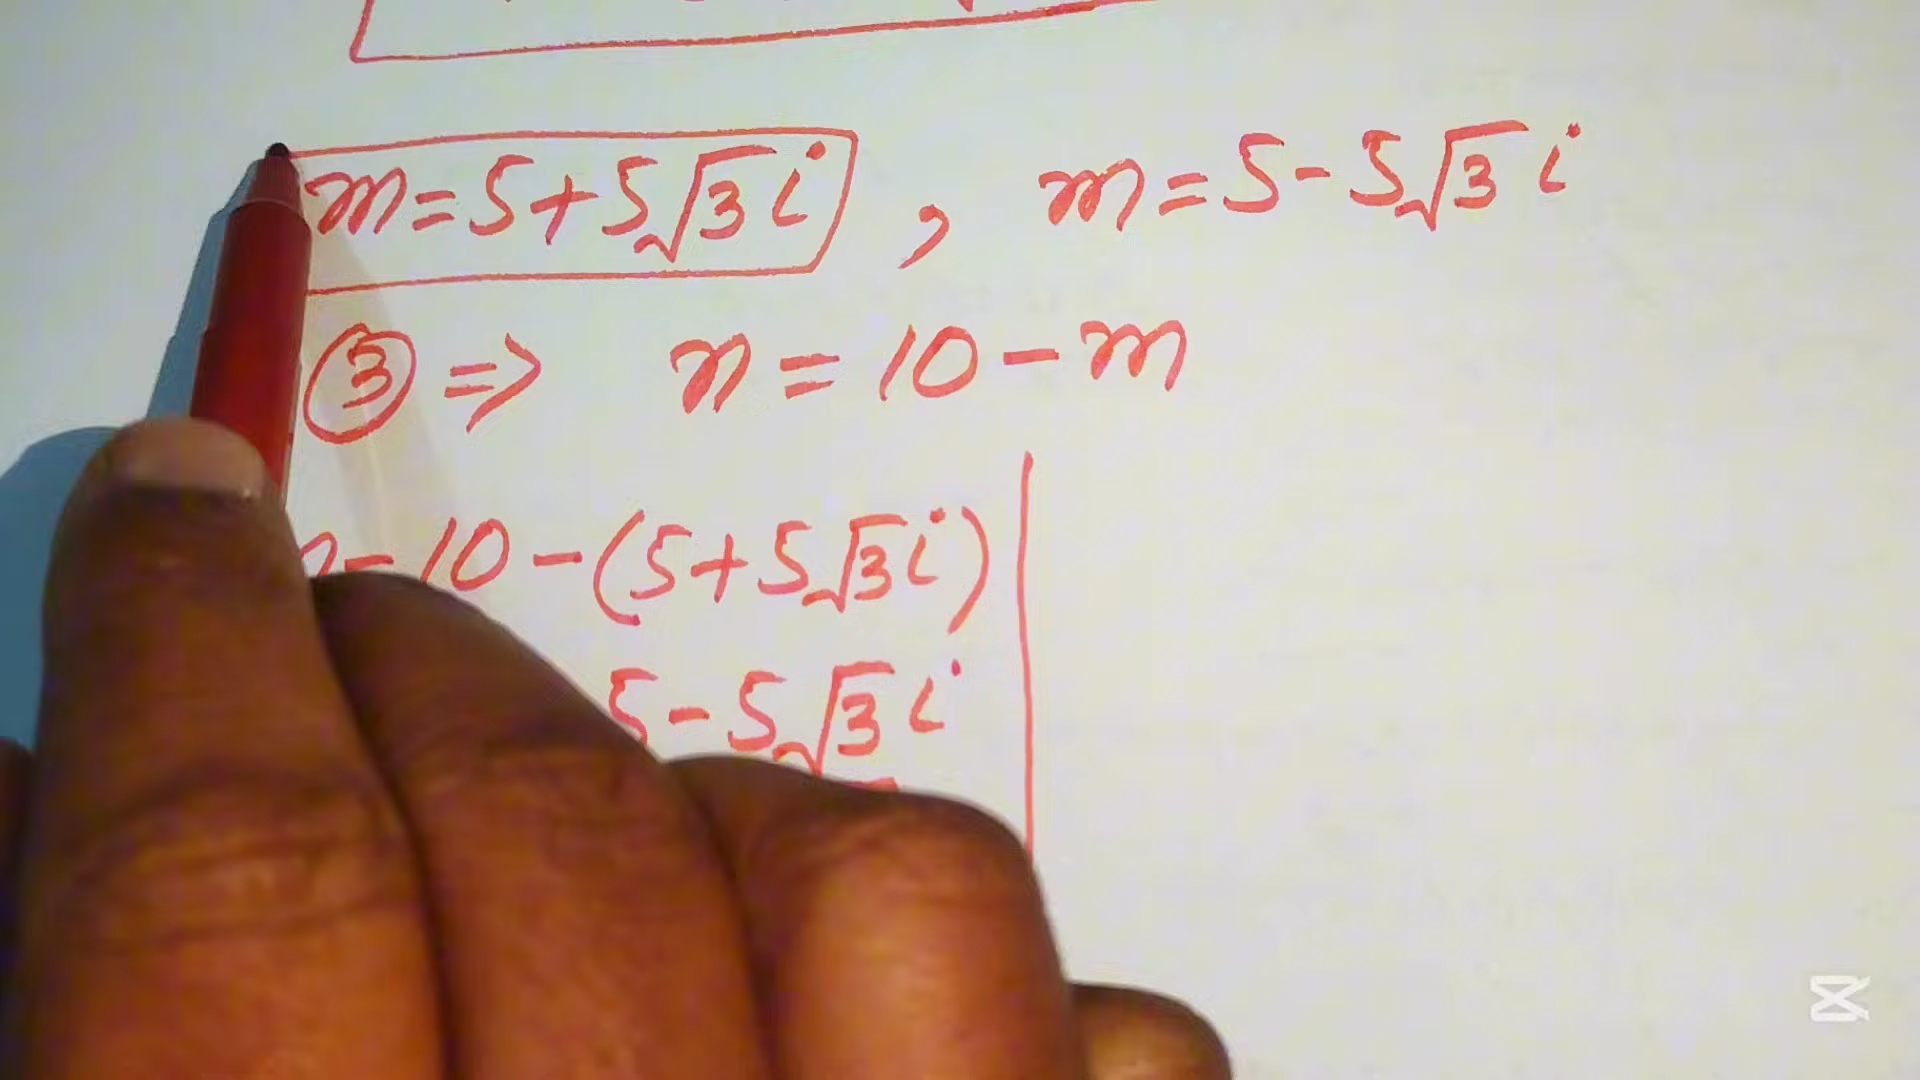 m = 5 + 5√3 i , m = 5 - 5√3 i
③ ⇒ n = 10 - m
= 10 - (5 + 5√3 i)
5 - 5√3 i